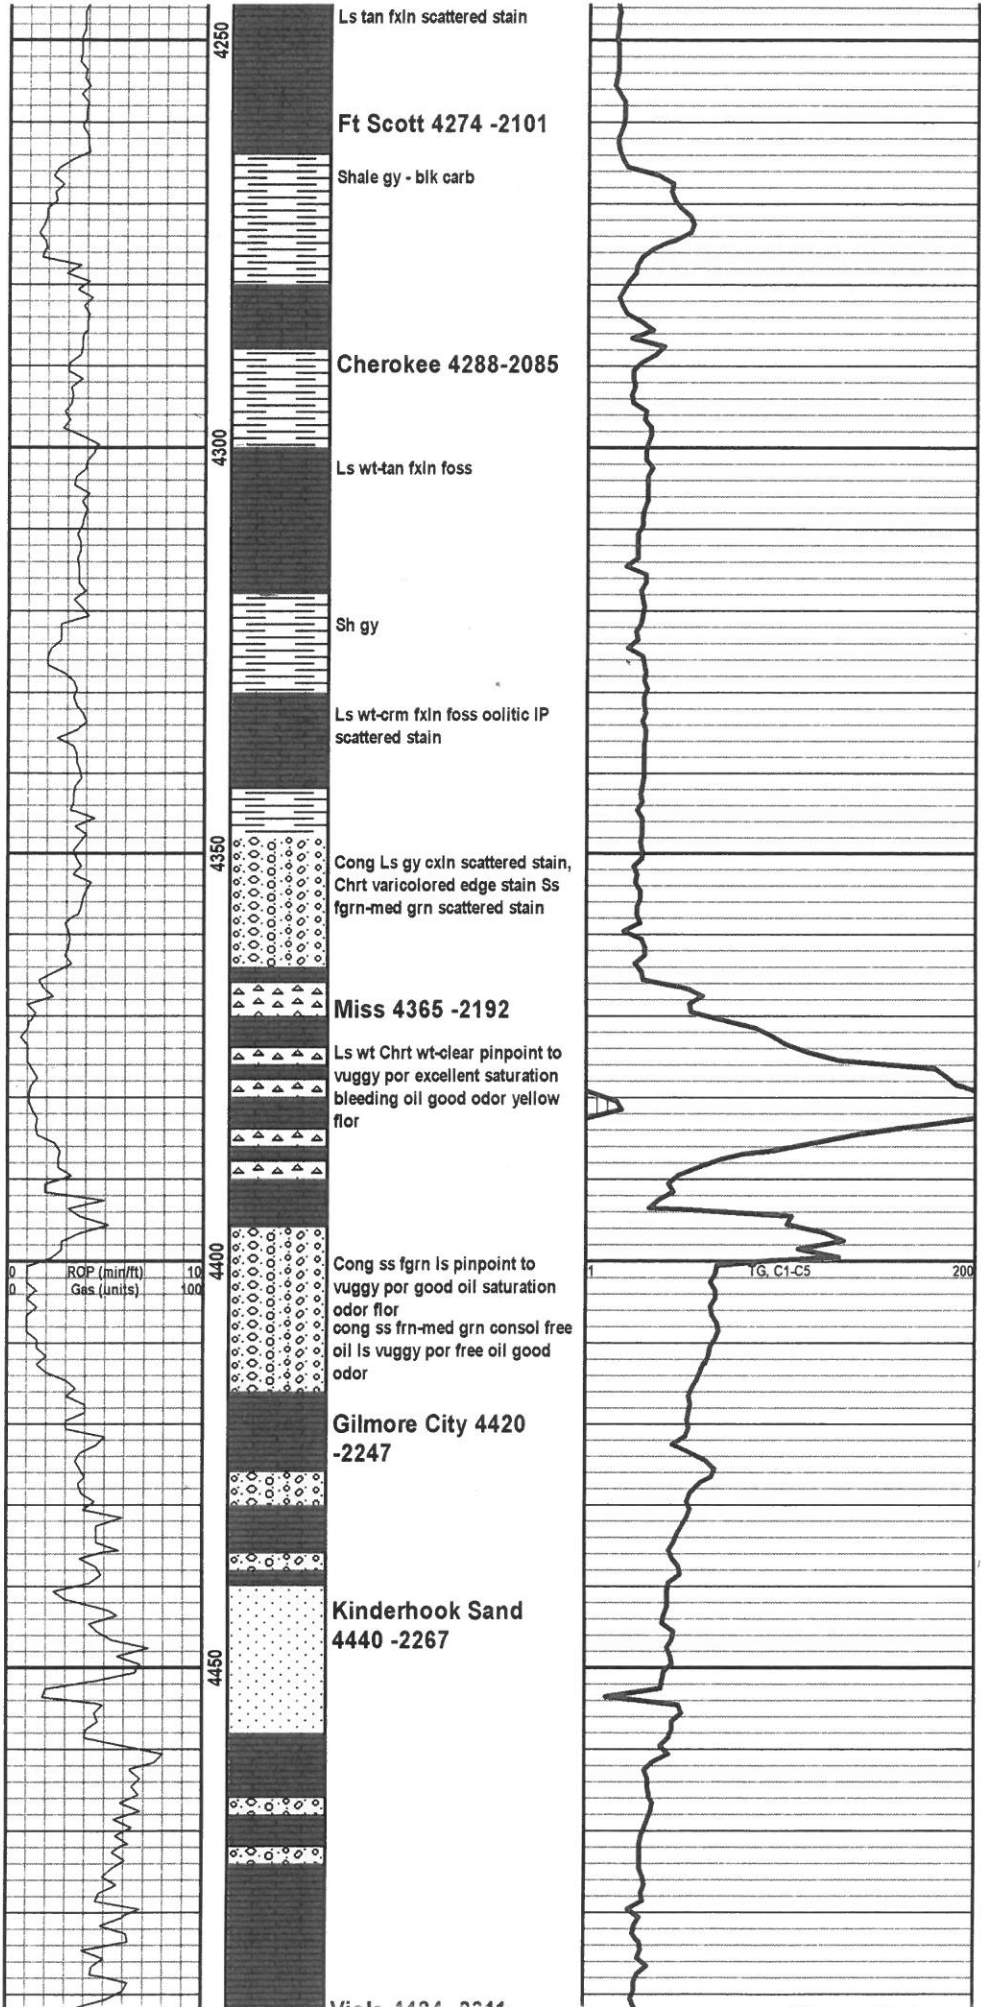 Ls tan fxln scattered stain
4250
Ft Scott 4274 -2101
Shale gy - blk carb
Cherokee 4288-2085
4300
Ls wt-tan fxln foss
Sh gy
Ls wt-crm fxln foss oolitic IP
scattered stain
4350
Cong Ls gy cxln scattered stain,
Chrt varicolored edge stain Ss
fgrn-med grn scattered stain
Miss 4365 -2192
Ls wt Chrt wt-clear pinpoint to
vuggy por excellent saturation
bleeding oil good odor yellow
flor
4400
0 ROP (min/ft) 10
0 Gas (units) 100
1 TG, C1-C5 200
Cong ss fgrn ls pinpoint to
vuggy por good oil saturation
odor flor
cong ss frn-med grn consol free
oil ls vuggy por free oil good
odor
Gilmore City 4420
-2247
Kinderhook Sand
4440 -2267
4450